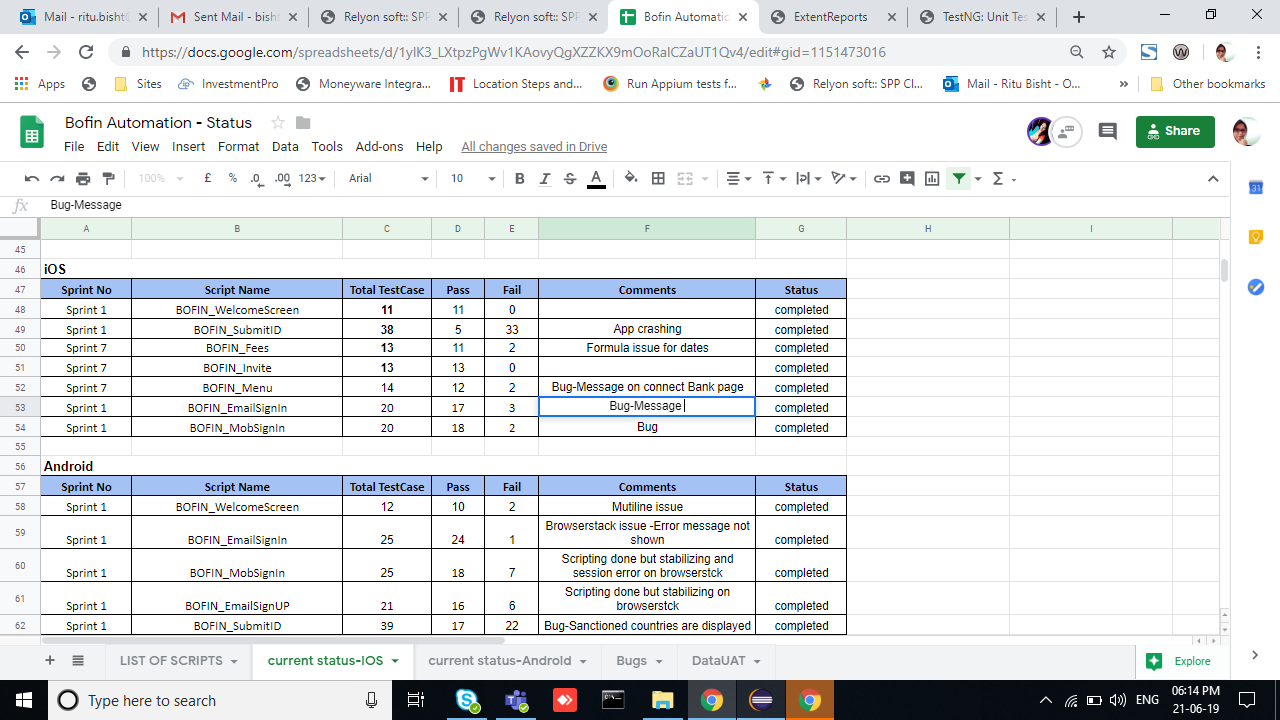 Mail - ritu.bisht@
Sent Mail - bish
Relyon soft:: SPP
Relyon soft:: SPP
Bofin Automatic
ExtentReports
TestNG: Unit Tes
https://docs.google.com/spreadsheets/d/1ylK3_LXtpzPgWv1KAovyQgXZZKX9mOoRalCZaUT1Qv4/edit#gid=1151473016
Apps
Sites
InvestmentPro
Moneyware Integra...
Location Steps and...
Run Appium tests f...
Relyon soft:: SPP Cl...
Mail - Ritu Bisht - O...
»
Other bookmarks
Bofin Automation - Status
Share
File Edit View Insert Format Data Tools Add-ons Help All changes saved in Drive
100% £ % .0 .00 123 Arial 10 B I S A Σ
fx Bug-Message
A B C D E F G H I
45
46 iOS
47 Sprint No Script Name Total TestCase Pass Fail Comments Status
48 Sprint 1 BOFIN_WelcomeScreen 11 11 0 completed
49 Sprint 1 BOFIN_SubmitID 38 5 33 App crashing completed
50 Sprint 7 BOFIN_Fees 13 11 2 Formula issue for dates completed
51 Sprint 7 BOFIN_Invite 13 13 0 completed
52 Sprint 7 BOFIN_Menu 14 12 2 Bug-Message on connect Bank page completed
53 Sprint 1 BOFIN_EmailSignIn 20 17 3 Bug-Message completed
54 Sprint 1 BOFIN_MobSignIn 20 18 2 Bug completed
55
56 Android
57 Sprint No Script Name Total TestCase Pass Fail Comments Status
58 Sprint 1 BOFIN_WelcomeScreen 12 10 2 Mutiline issue completed
59 Sprint 1 BOFIN_EmailSignIn 25 24 1 Browserstack issue -Error message not shown completed
60 Sprint 1 BOFIN_MobSignIn 25 18 7 Scripting done but stabilizing and session error on browserstck completed
61 Sprint 1 BOFIN_EmailSignUP 21 16 6 Scripting done but stabilizing on browserstck completed
62 Sprint 1 BOFIN_SubmitID 39 17 22 Bug-Sanctioned countries are displayed completed
LIST OF SCRIPTS current status-IOS current status-Android Bugs DataUAT Explore
Type here to search
ENG
06:14 PM
21-06-19